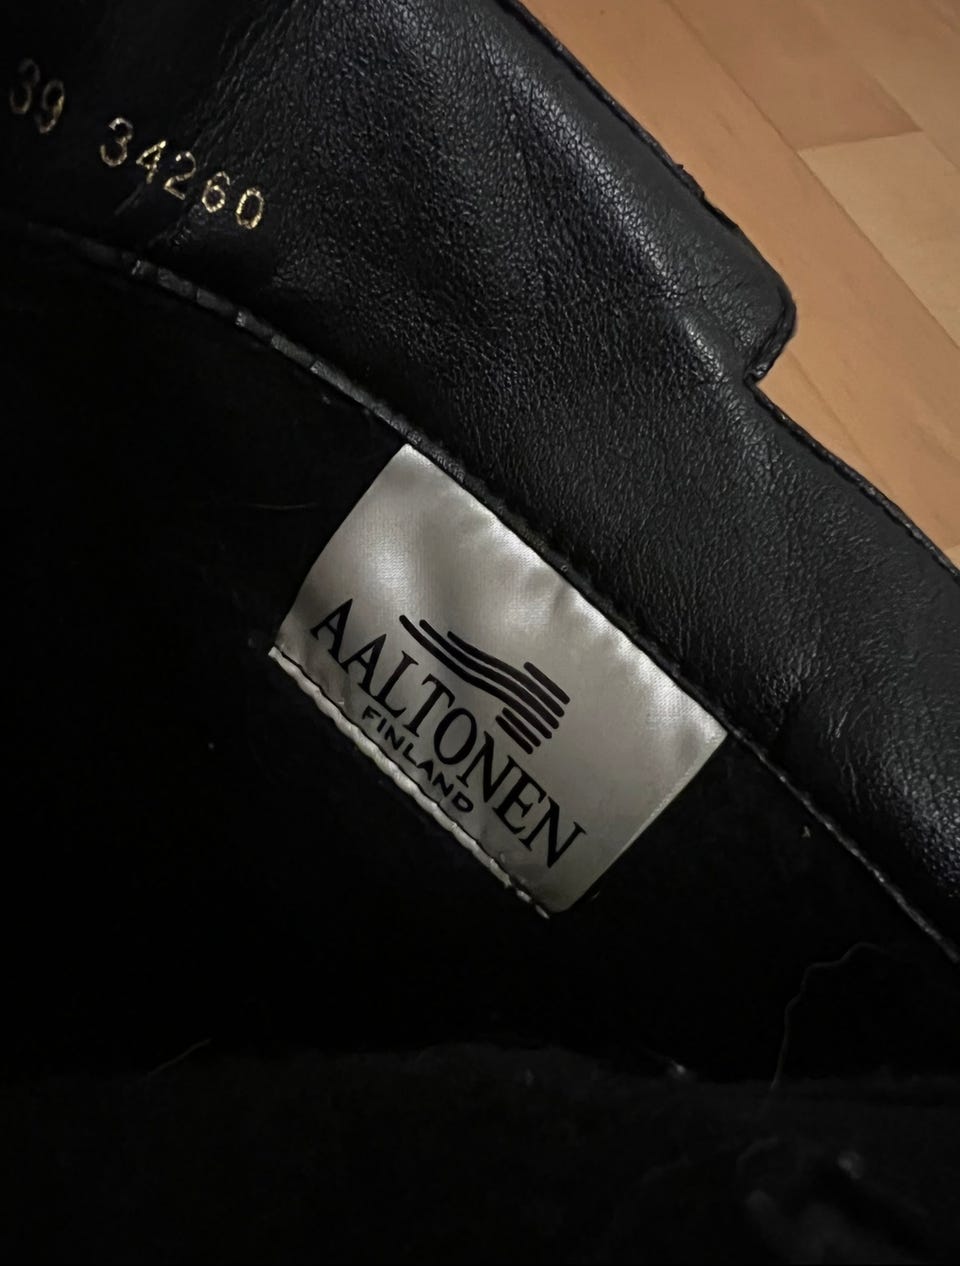 39 34260
AALTONEN
FINLAND